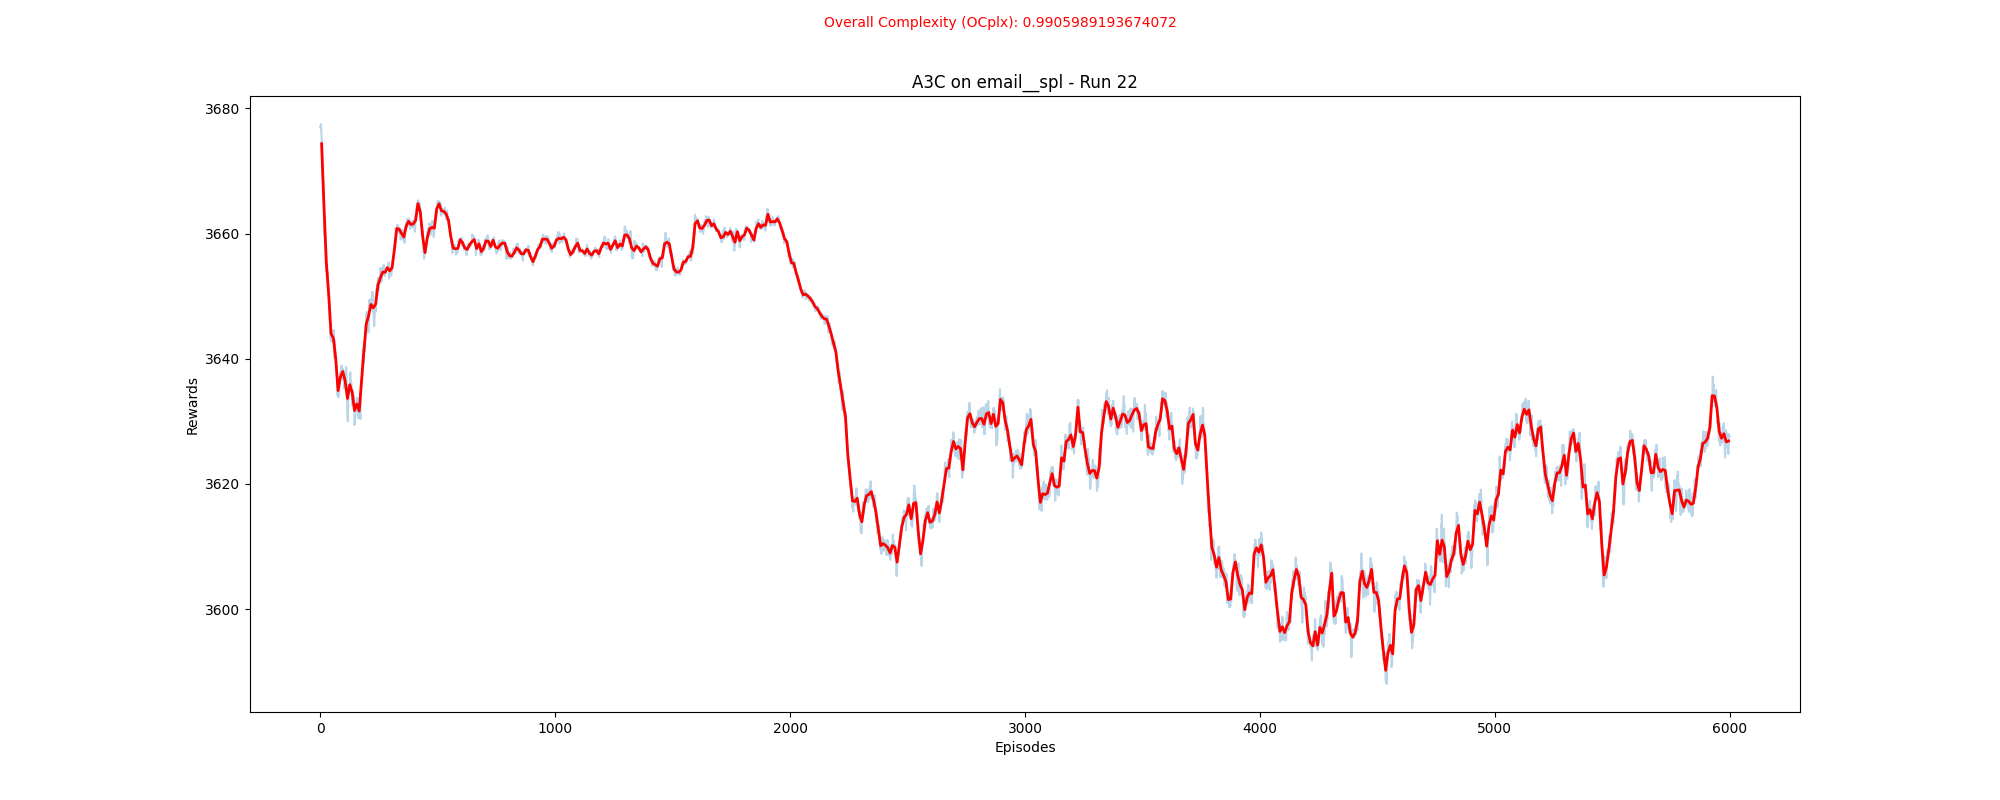 Overall Complexity (OCplx): 0.9905989193674072
A3C on email__spl - Run 22
3680
3660
3640
3620
3600
Rewards
0 1000 2000 3000 4000 5000 6000
Episodes